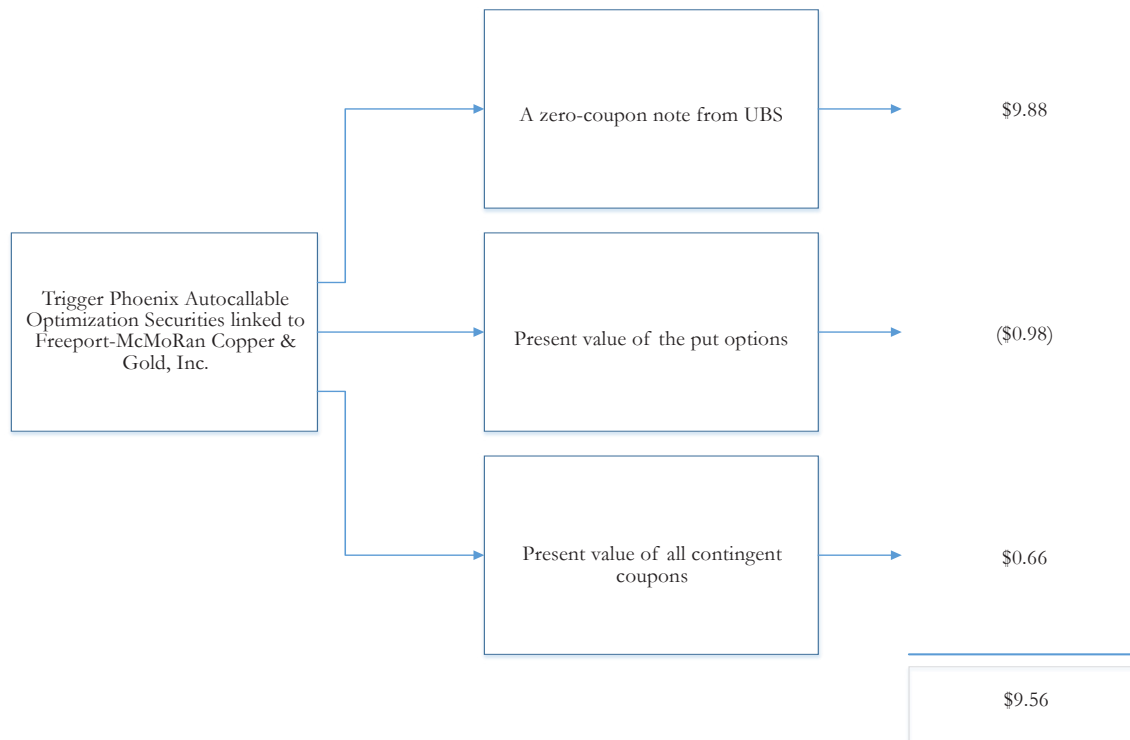 A zero-coupon note from UBS
$9.88
Trigger Phoenix Autocallable
Optimization Securities linked to
Freeport-McMoRan Copper &
Gold, Inc.
Present value of the put options
($0.98)
Present value of all contingent
coupons
$0.66
$9.56